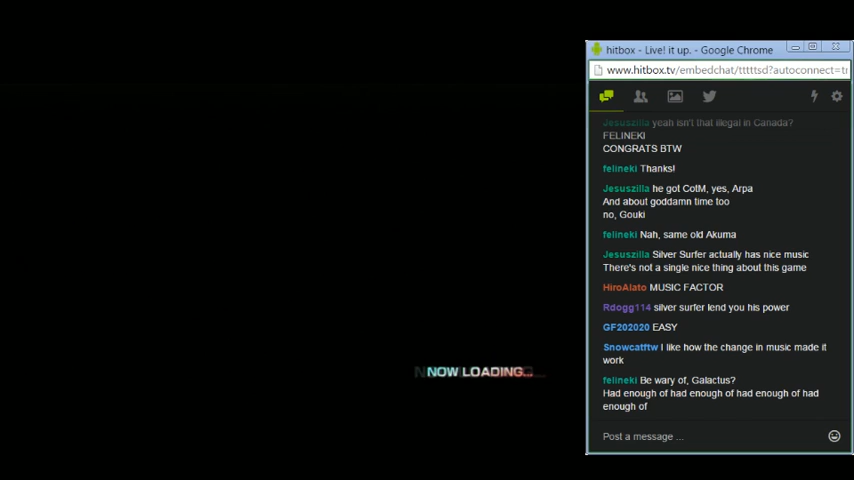 hitbox - Live! it up. - Google Chrome
www.hitbox.tv/embedchat/tttttsd?autoconnect=tr
Jesuszilla yeah isn't that illegal in Canada?
FELINEKI
CONGRATS BTW
felineki Thanks!
Jesuszilla he got CotM, yes, Arpa
And about goddamn time too
no, Gouki
felineki Nah, same old Akuma
Jesuszilla Silver Surfer actually has nice music
There's not a single nice thing about this game
HiroAlato MUSIC FACTOR
Rdogg114 silver surfer lend you his power
GF202020 EASY
Snowcatftw I like how the change in music made it
work
NOW LOADING...
felineki Be wary of, Galactus?
Had enough of had enough of had enough of had
enough of
Post a message ...